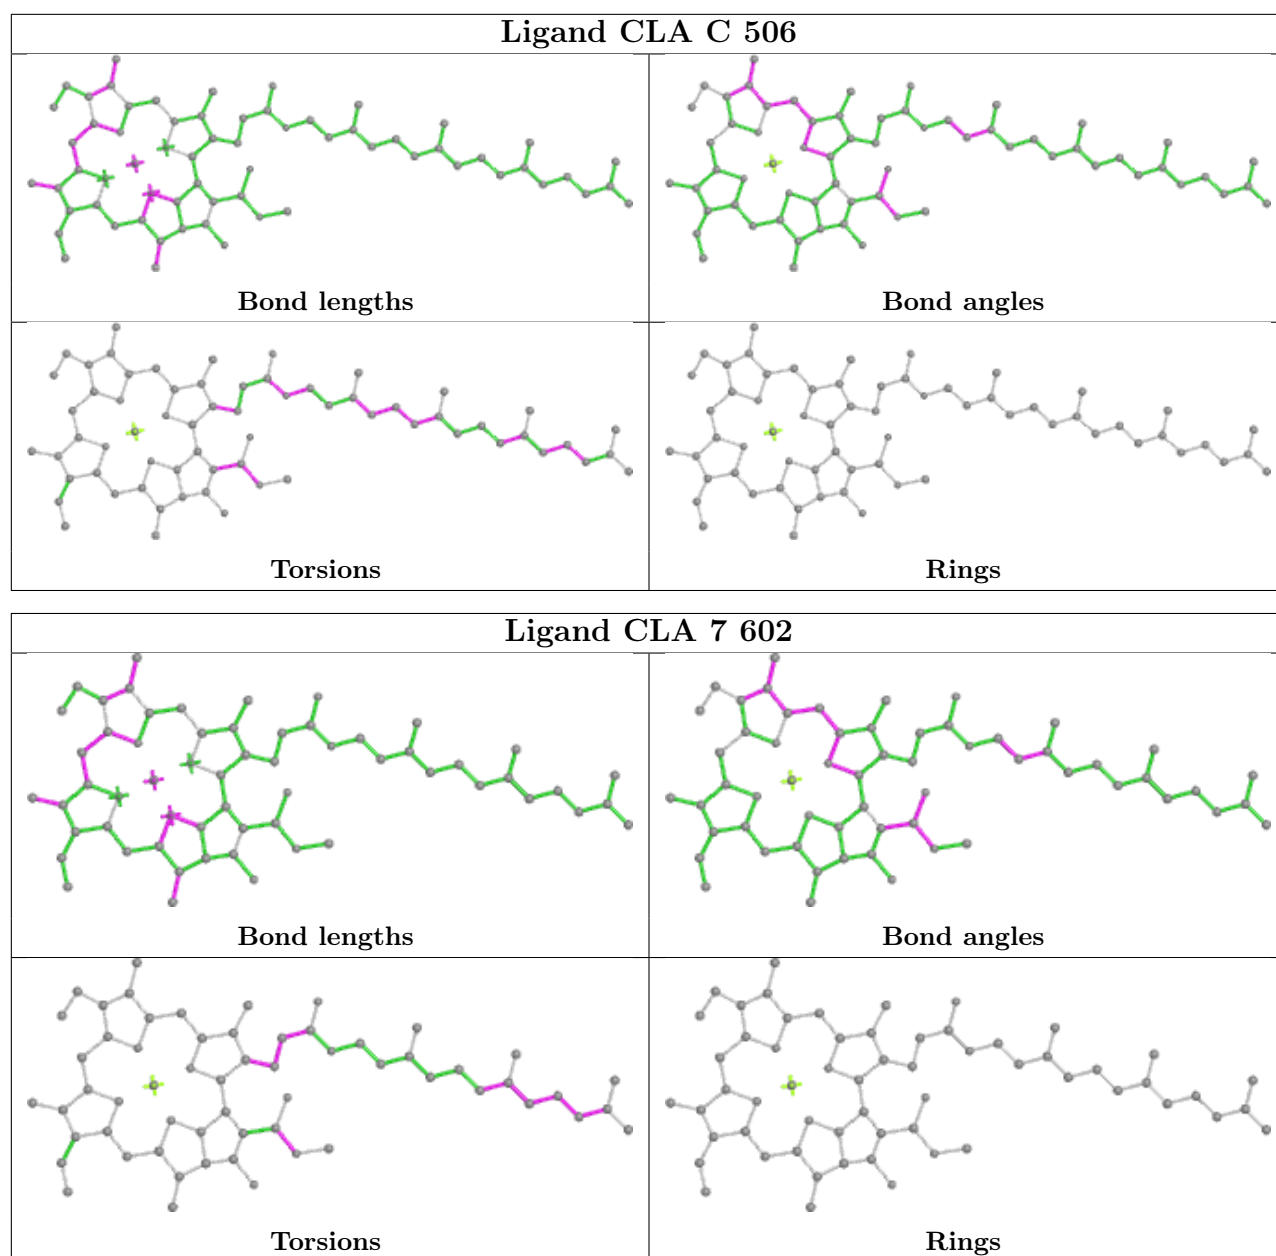 Ligand CLA C 506
Bond lengths
Bond angles
Torsions
Rings
Ligand CLA 7 602
Bond lengths
Bond angles
Torsions
Rings